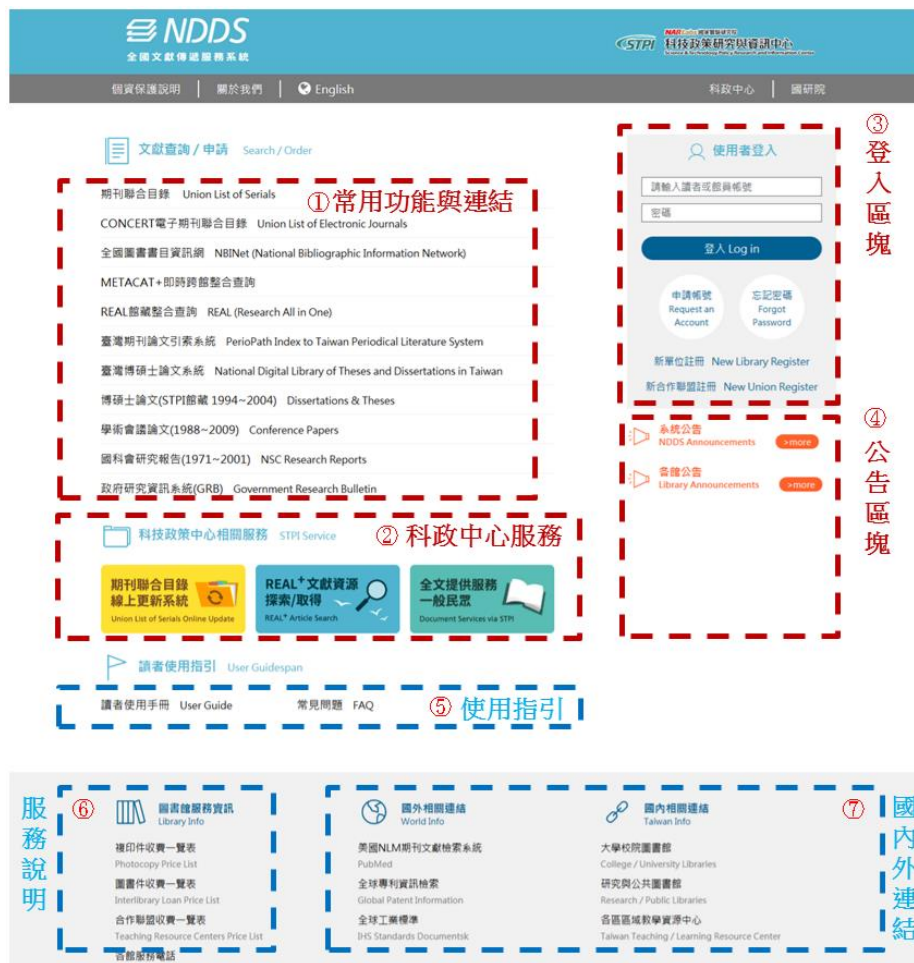 NDDS
全國文獻傳遞服務系統
NARLabs 國家實驗研究院
STPI 科技政策研究與資訊中心
Science & Technology Policy Research and Information Center
個資保護說明 關於我們 English 科政中心 國研院
文獻查詢 / 申請 Search / Order
①常用功能與連結
期刊聯合目錄 Union List of Serials
CONCERT電子期刊聯合目錄 Union List of Electronic Journals
全國圖書書目資訊網 NBINet (National Bibliographic Information Network)
METACAT+即時跨館整合查詢
REAL館藏整合查詢 REAL (Research All in One)
臺灣期刊論文引索系統 PerioPath Index to Taiwan Periodical Literature System
臺灣博碩士論文系統 National Digital Library of Theses and Dissertations in Taiwan
博碩士論文(STPI館藏 1994~2004) Dissertations & Theses
學術會議論文(1988~2009) Conference Papers
國科會研究報告(1971~2001) NSC Research Reports
政府研究資訊系統(GRB) Government Research Bulletin
③登入區塊
使用者登入
請輸入讀者或館員帳號
密碼
登入 Log in
申請帳號
Request an
Account
忘記密碼
Forgot
Password
新單位註冊 New Library Register
新合作聯盟註冊 New Union Register
④公告區塊
系統公告
NDDS Announcements >more
各館公告
Library Announcements >more
科技政策中心相關服務 STPI Service
②科政中心服務
期刊聯合目錄
線上更新系統
Union List of Serials Online Update
REAL+文獻資源
探索/取得
REAL+ Article Search
全文提供服務
一般民眾
Document Services via STPI
讀者使用指引 User Guidespan
讀者使用手冊 User Guide 常見問題 FAQ
⑤使用指引
服務說明
⑥
圖書館服務資訊
Library Info
複印件收費一覽表
Photocopy Price List
圖書件收費一覽表
Interlibrary Loan Price List
合作聯盟收費一覽表
Teaching Resource Centers Price List
各館服務電話
國外相關連結
World Info
美國NLM期刊文獻檢索系統
PubMed
全球專利資訊檢索
Global Patent Information
全球工業標準
IHS Standards Documentsk
國內相關連結
Taiwan Info
大學校院圖書館
College / University Libraries
研究與公共圖書館
Research / Public Libraries
各區區域教學資源中心
Taiwan Teaching / Learning Resource Center
⑦
國內外連結